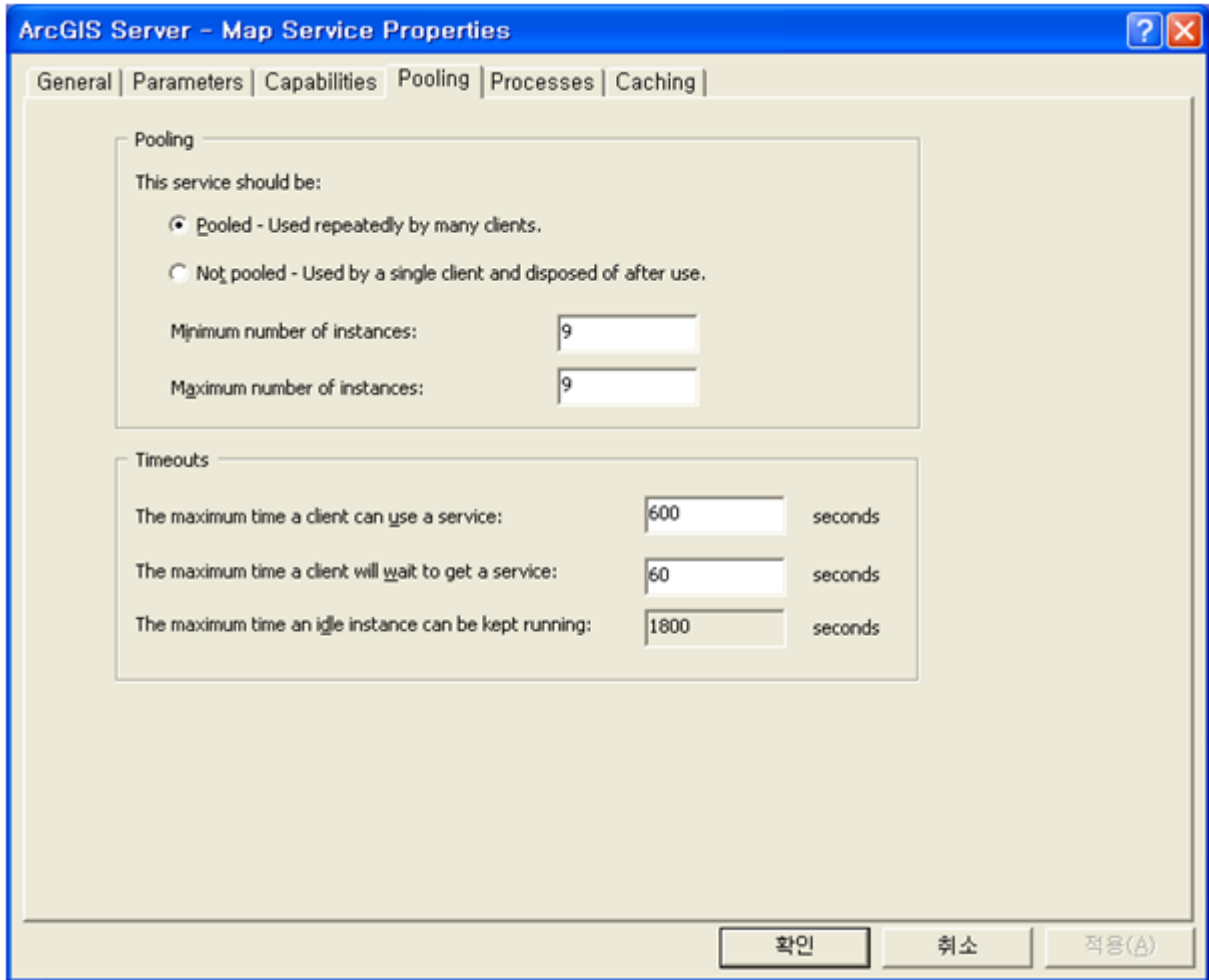 ArcGIS Server - Map Service Properties
General Parameters Capabilities Pooling Processes Caching
Pooling
This service should be:
Pooled - Used repeatedly by many clients.
Not pooled - Used by a single client and disposed of after use.
Minimum number of instances: 9
Maximum number of instances: 9
Timeouts
The maximum time a client can use a service: 600 seconds
The maximum time a client will wait to get a service: 60 seconds
The maximum time an idle instance can be kept running: 1800 seconds
확인 취소 적용(A)